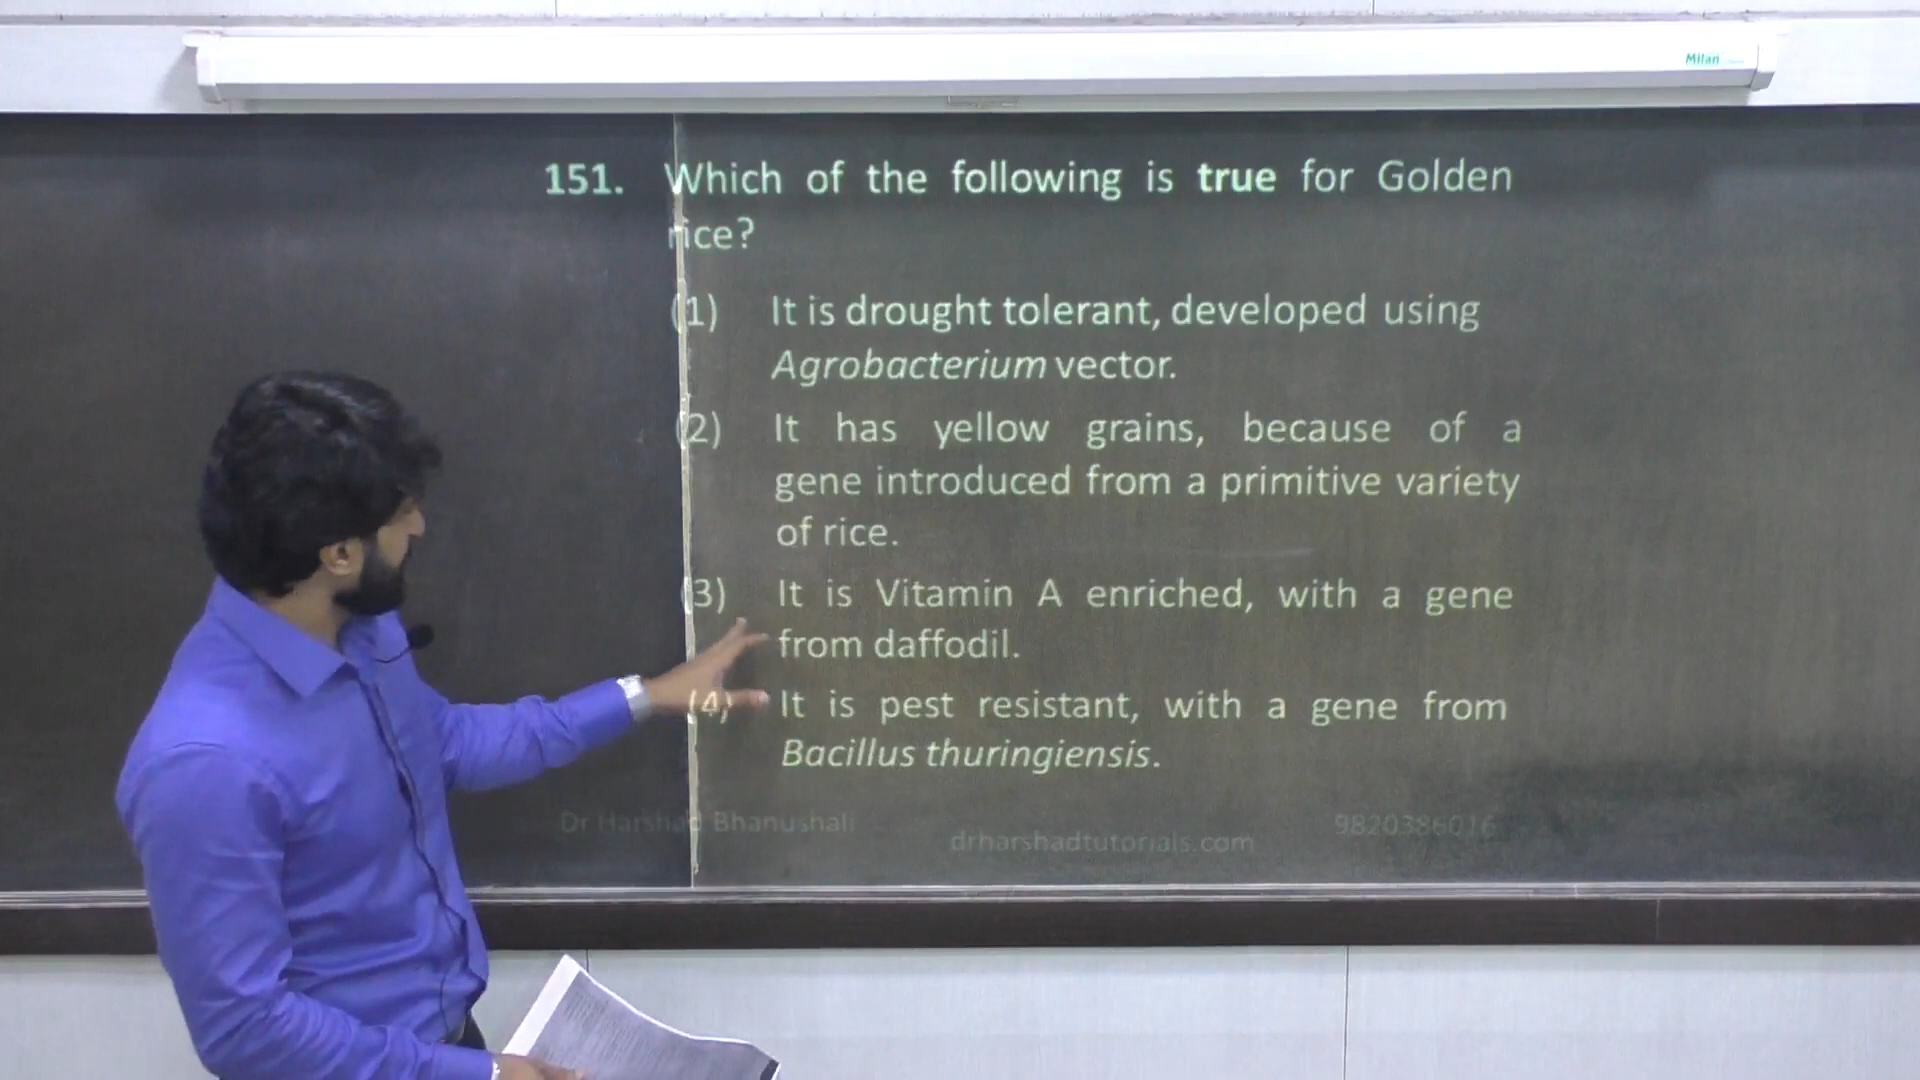 Milan
151. Which of the following is true for Golden
rice?
(1) It is drought tolerant, developed using
Agrobacterium vector.
(2) It has yellow grains, because of a
gene introduced from a primitive variety
of rice.
(3) It is Vitamin A enriched, with a gene
from daffodil.
(4) It is pest resistant, with a gene from
Bacillus thuringiensis.
Dr Harshad Bhanushali drharshadtutorials.com 9820386016